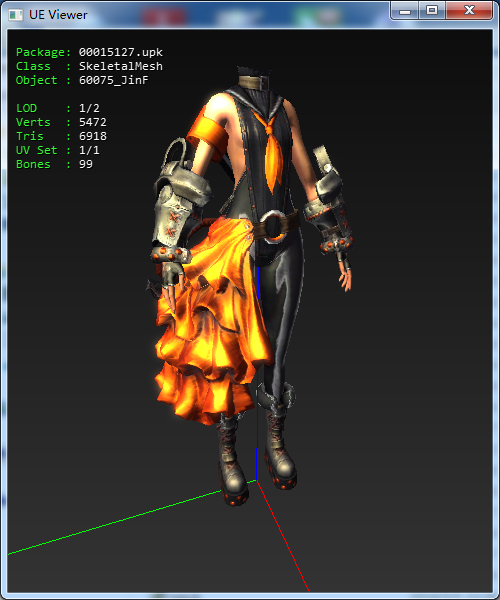 UE Viewer
Package: 00015127.upk
Class  : SkeletalMesh
Object : 60075_JinF
LOD    : 1/2
Verts  : 5472
Tris   : 6918
UV Set : 1/1
Bones  : 99